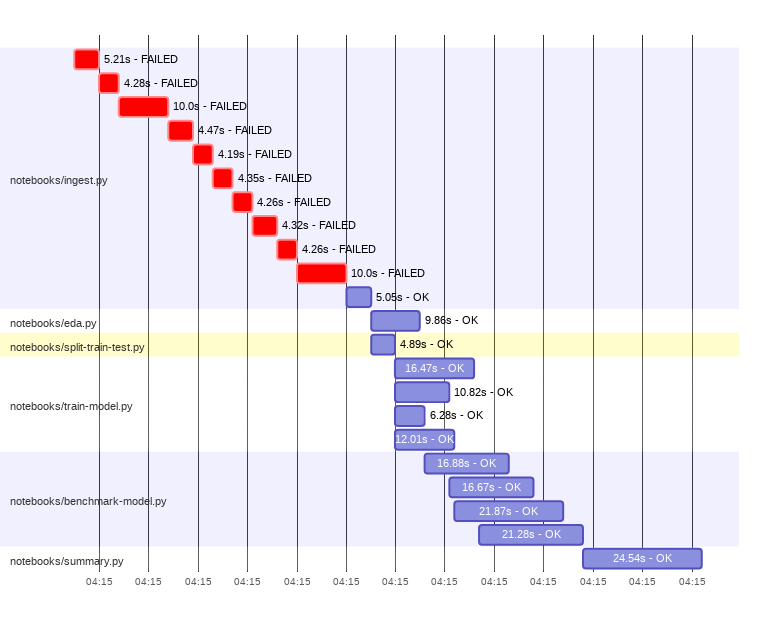 5.21s - FAILED
4.28s - FAILED
10.0s - FAILED
4.47s - FAILED
4.19s - FAILED
notebooks/ingest.py
4.35s - FAILED
4.26s - FAILED
4.32s - FAILED
4.26s - FAILED
10.0s - FAILED
5.05s - OK
notebooks/eda.py
9.86s - OK
notebooks/split-train-test.py
4.89s - OK
16.47s - OK
10.82s - OK
notebooks/train-model.py
6.28s - OK
12.01s - OK
16.88s - OK
16.67s - OK
notebooks/benchmark-model.py
21.87s - OK
21.28s - OK
notebooks/summary.py
24.54s - OK
04:15 04:15 04:15 04:15 04:15 04:15 04:15 04:15 04:15 04:15 04:15 04:15 04:15